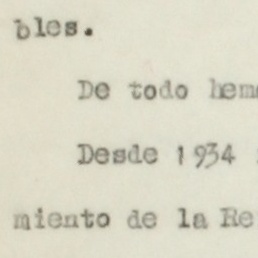 bles.
De todo hem
Desde 1934
miento de la Re